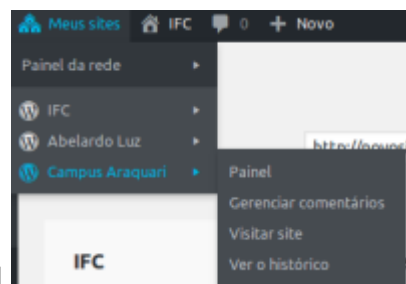 Meus sites IFC 0 + Novo
Painel da rede
IFC
Abelardo Luz
Campus Araquari
Painel
Gerenciar comentários
Visitar site
Ver o histórico
IFC